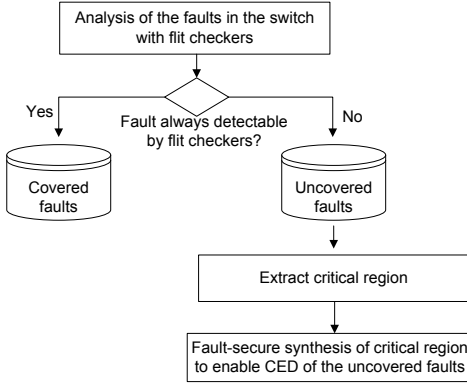 Analysis of the faults in the switch
with flit checkers
Yes
No
Fault always detectable
by flit checkers?
Covered
faults
Uncovered
faults
Extract critical region
Fault-secure synthesis of critical region
to enable CED of the uncovered faults